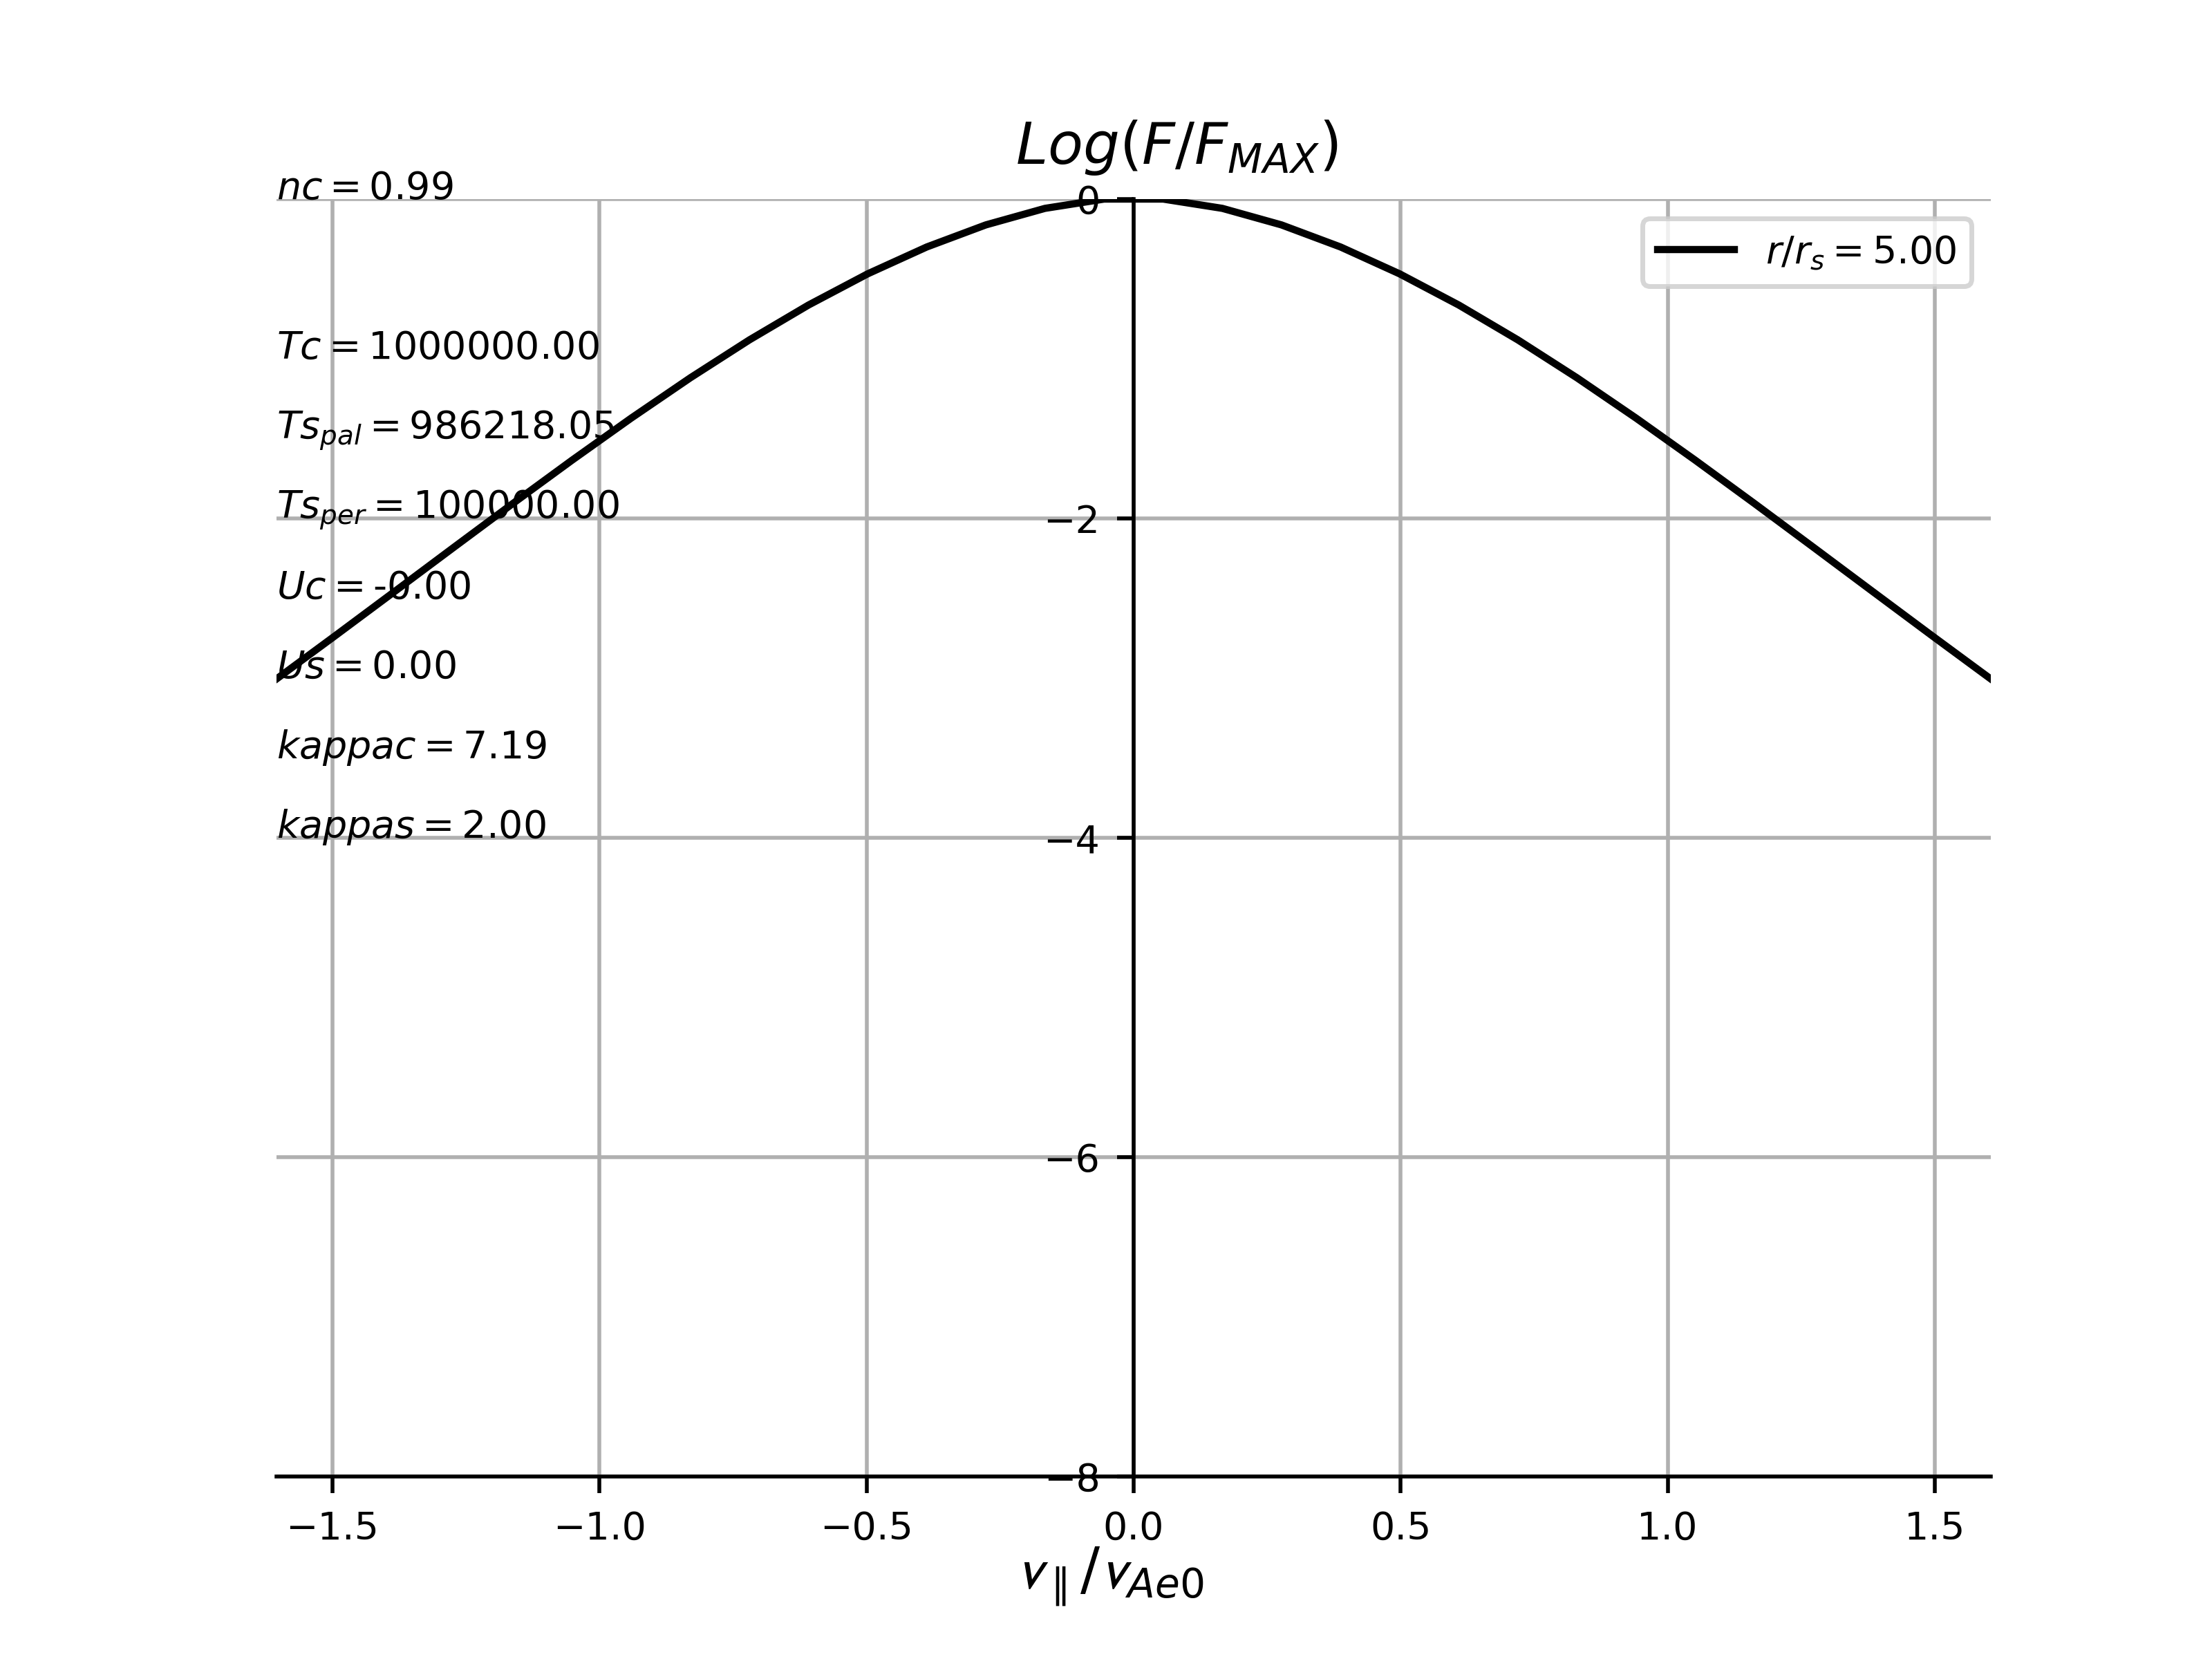 Log(F/F_MAX)
nc = 0.99
0
r/r_s = 5.00
Tc = 1000000.00
Ts_pal = 986218.05
Ts_per = 100000.00
−2
Uc = -0.00
Us = 0.00
kappac = 7.19
kappas = 2.00
−4
−6
−8
−1.5 −1.0 −0.5 0.0 0.5 1.0 1.5
v_∥/v_Ae0